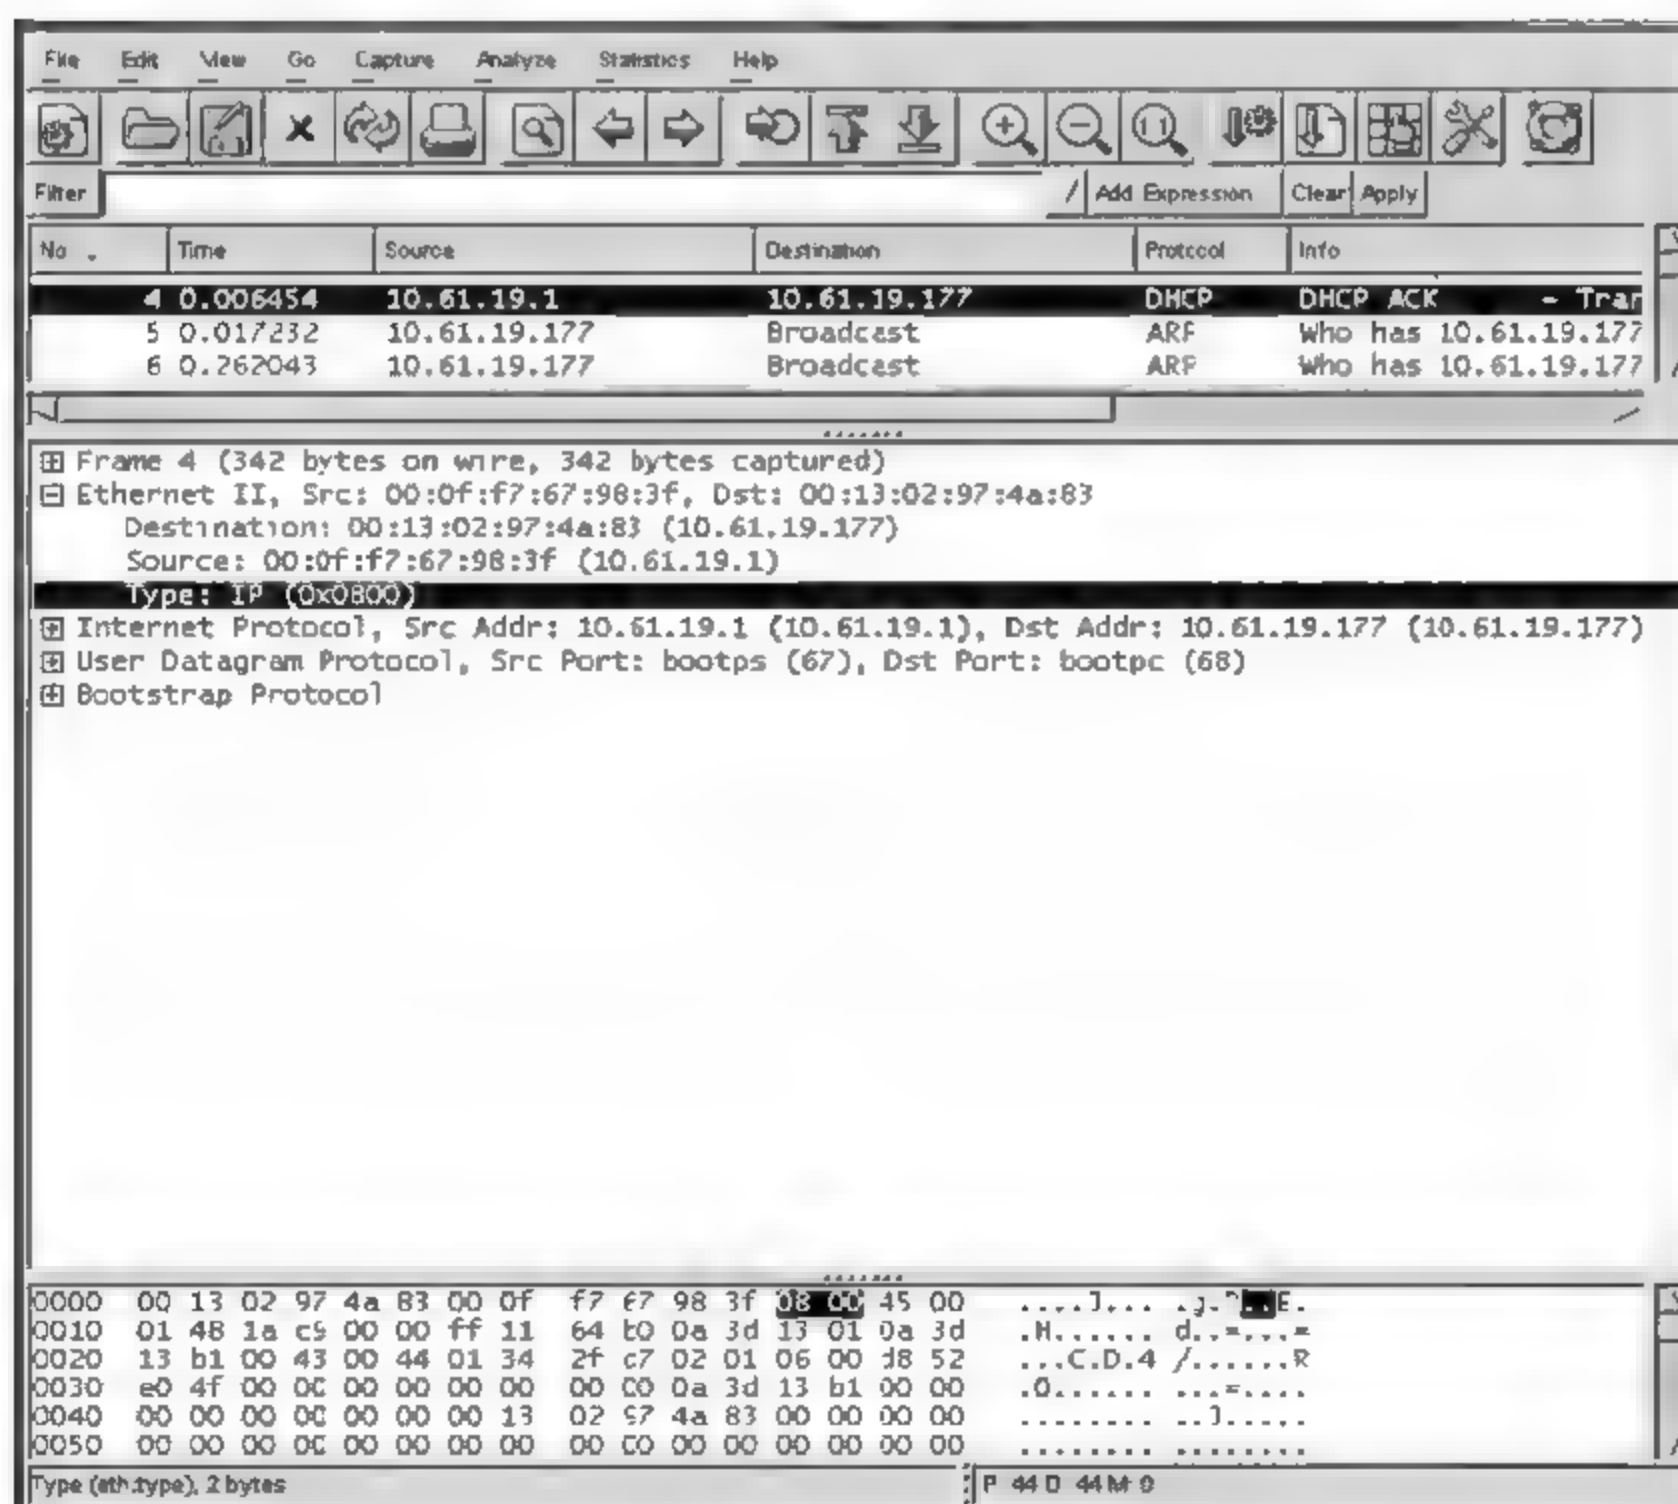 File Edit View Go Capture Analyze Statistics Help
Filter Add Expression Clear Apply
No . Time Source Destination Protocol Info
4 0.006454 10.61.19.1 10.61.19.177 DHCP DHCP ACK - Tran
5 0.017232 10.61.19.177 Broadcast ARP Who has 10.61.19.177
6 0.262043 10.61.19.177 Broadcast ARP Who has 10.61.19.177
Frame 4 (342 bytes on wire, 342 bytes captured)
Ethernet II, Src: 00:0f:f7:67:98:3f, Dst: 00:13:02:97:4a:83
Destination: 00:13:02:97:4a:83 (10.61.19.177)
Source: 00:0f:f7:67:98:3f (10.61.19.1)
Type: IP (0x0800)
Internet Protocol, Src Addr: 10.61.19.1 (10.61.19.1), Dst Addr: 10.61.19.177 (10.61.19.177)
User Datagram Protocol, Src Port: bootps (67), Dst Port: bootpc (68)
Bootstrap Protocol
0000 00 13 02 97 4a 83 00 0f f7 67 98 3f 08 00 45 00 ....J... .g.?..E.
0010 01 48 1a c9 00 00 ff 11 64 b0 0a 3d 13 01 0a 3d .H...... d..=...=
0020 13 b1 00 43 00 44 01 34 2f c7 02 01 06 00 d8 52 ...C.D.4 /......R
0030 e0 4f 00 00 00 00 00 00 00 00 0a 3d 13 b1 00 00 .O...... ...=....
0040 00 00 00 00 00 00 00 13 02 97 4a 83 00 00 00 00 ........ ..J.....
0050 00 00 00 00 00 00 00 00 00 00 00 00 00 00 00 00 ........ ........
Type (eth.type), 2 bytes P 44 D 44 M 0